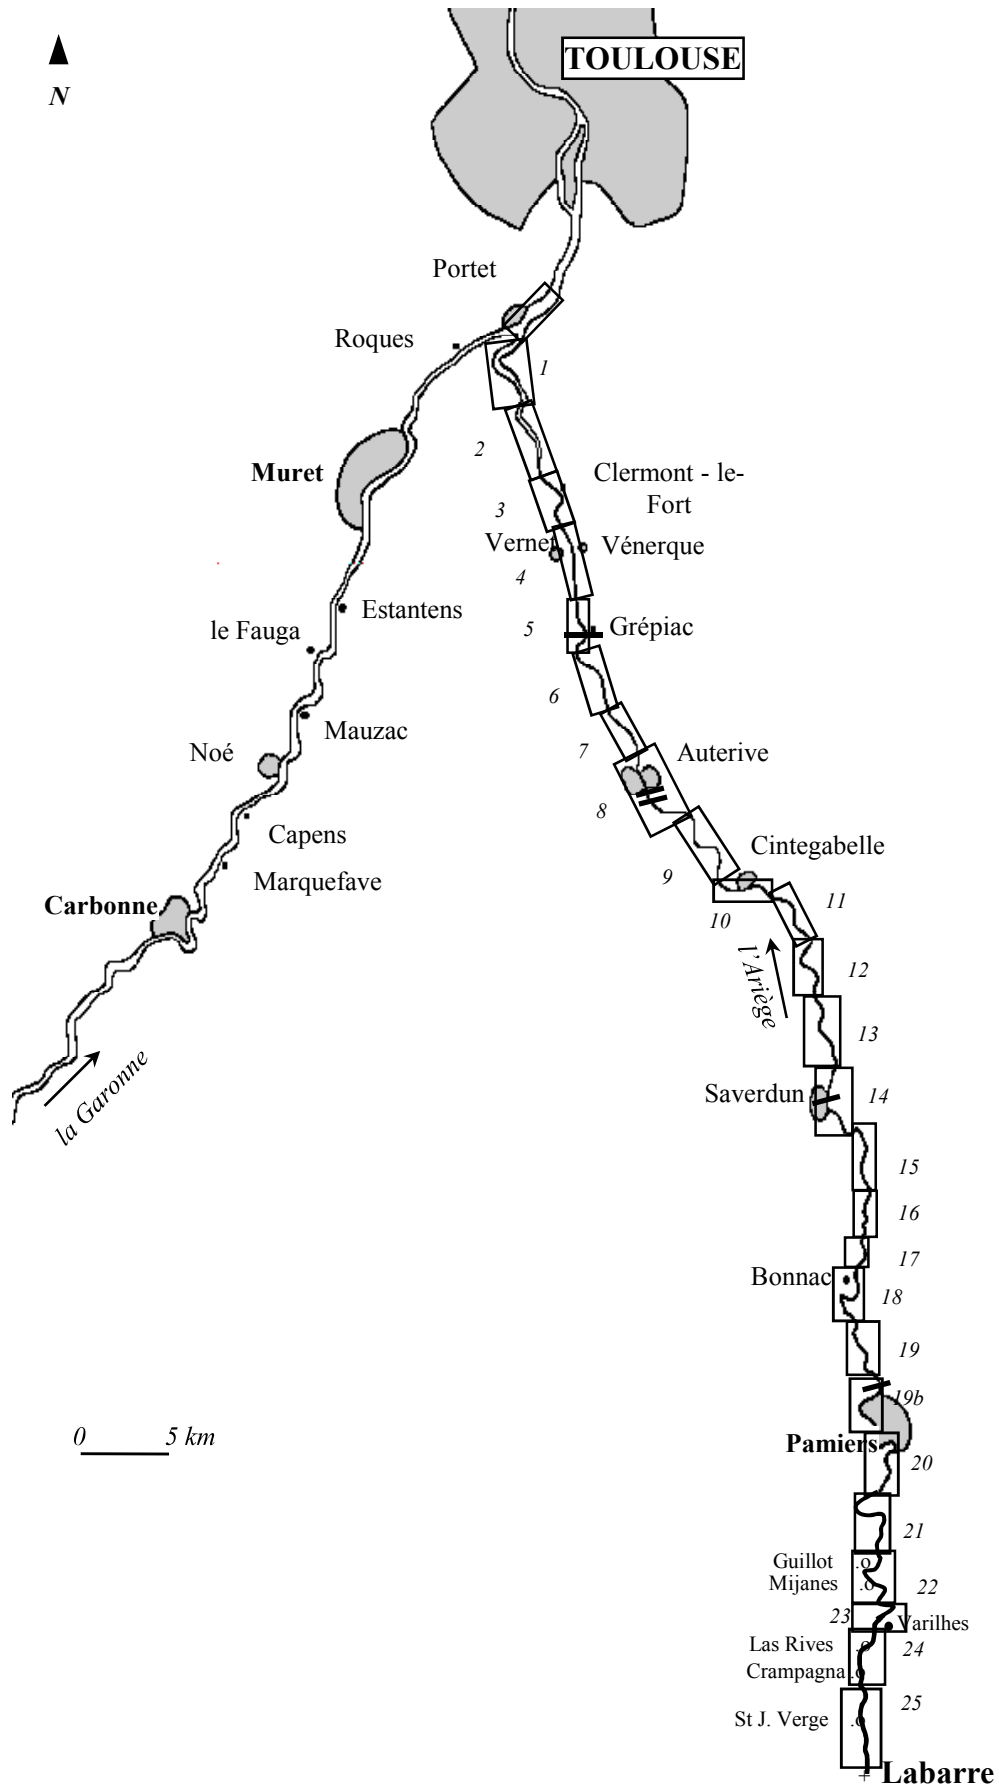 TOULOUSE
N
Portet
Roques
1
2
Muret
Clermont - le-
Fort
3
Vernet
Vénerque
4
Estantens
5
Grépiac
le Fauga
6
Mauzac
Noé
7
Auterive
8
Capens
Cintegabelle
Marquefave
9
Carbonne
10
11
l'Ariège
12
13
la Garonne
Saverdun
14
15
16
17
Bonnac
18
19
19b
0 5 km
Pamiers
20
21
Guillot
Mijanes
22
23
Varilhes
Las Rives
24
Crampagna
25
St J. Verge
Labarre